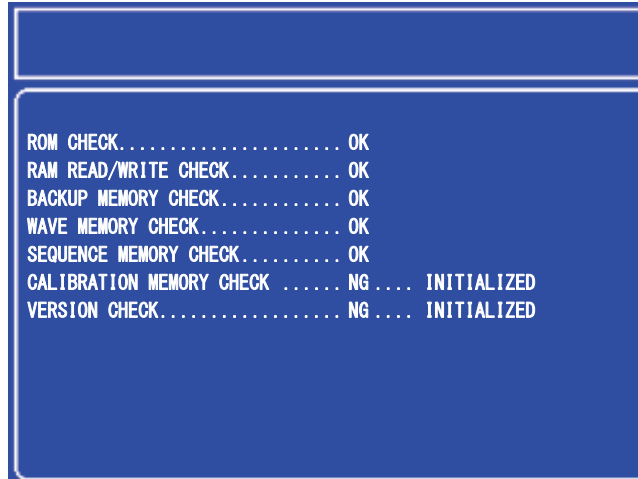 ROM CHECK...................... OK
RAM READ/WRITE CHECK........... OK
BACKUP MEMORY CHECK............ OK
WAVE MEMORY CHECK.............. OK
SEQUENCE MEMORY CHECK.......... OK
CALIBRATION MEMORY CHECK ...... NG .... INITIALIZED
VERSION CHECK.................. NG .... INITIALIZED